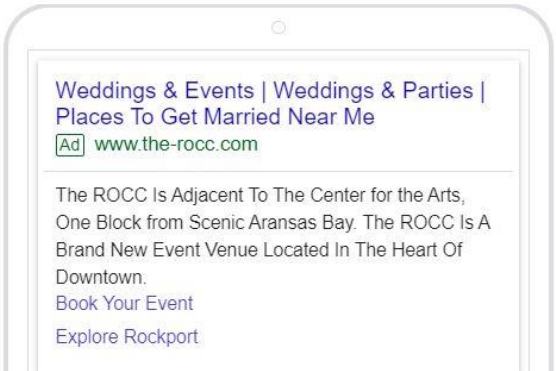 Weddings & Events | Weddings & Parties |
Places To Get Married Near Me
Ad www.the-rocc.com
The ROCC Is Adjacent To The Center for the Arts,
One Block from Scenic Aransas Bay. The ROCC Is A
Brand New Event Venue Located In The Heart Of
Downtown.
Book Your Event
Explore Rockport